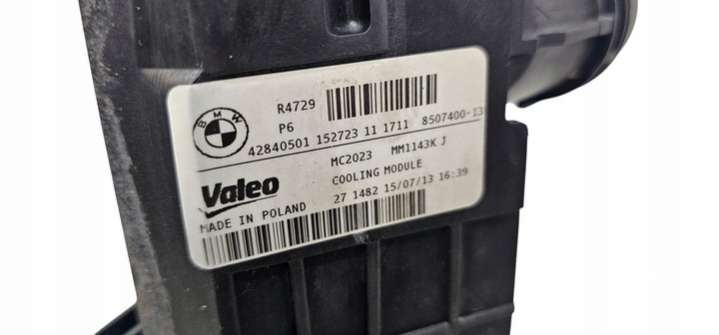 BMW
R4729
P6
42840501 152723 11 1711 8507400-13
MC2023 MM1143K J
Valeo COOLING MODULE
MADE IN POLAND 27 1482 15/07/13 16:39